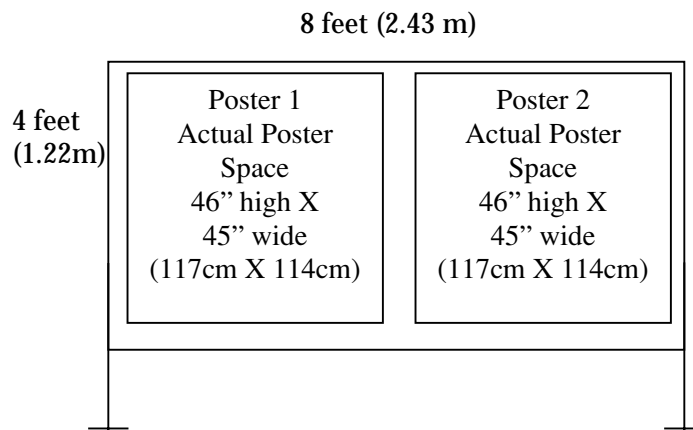 8 feet (2.43 m)
4 feet
(1.22m)
Poster 1
Actual Poster
Space
46” high X
45” wide
(117cm X 114cm)
Poster 2
Actual Poster
Space
46” high X
45” wide
(117cm X 114cm)